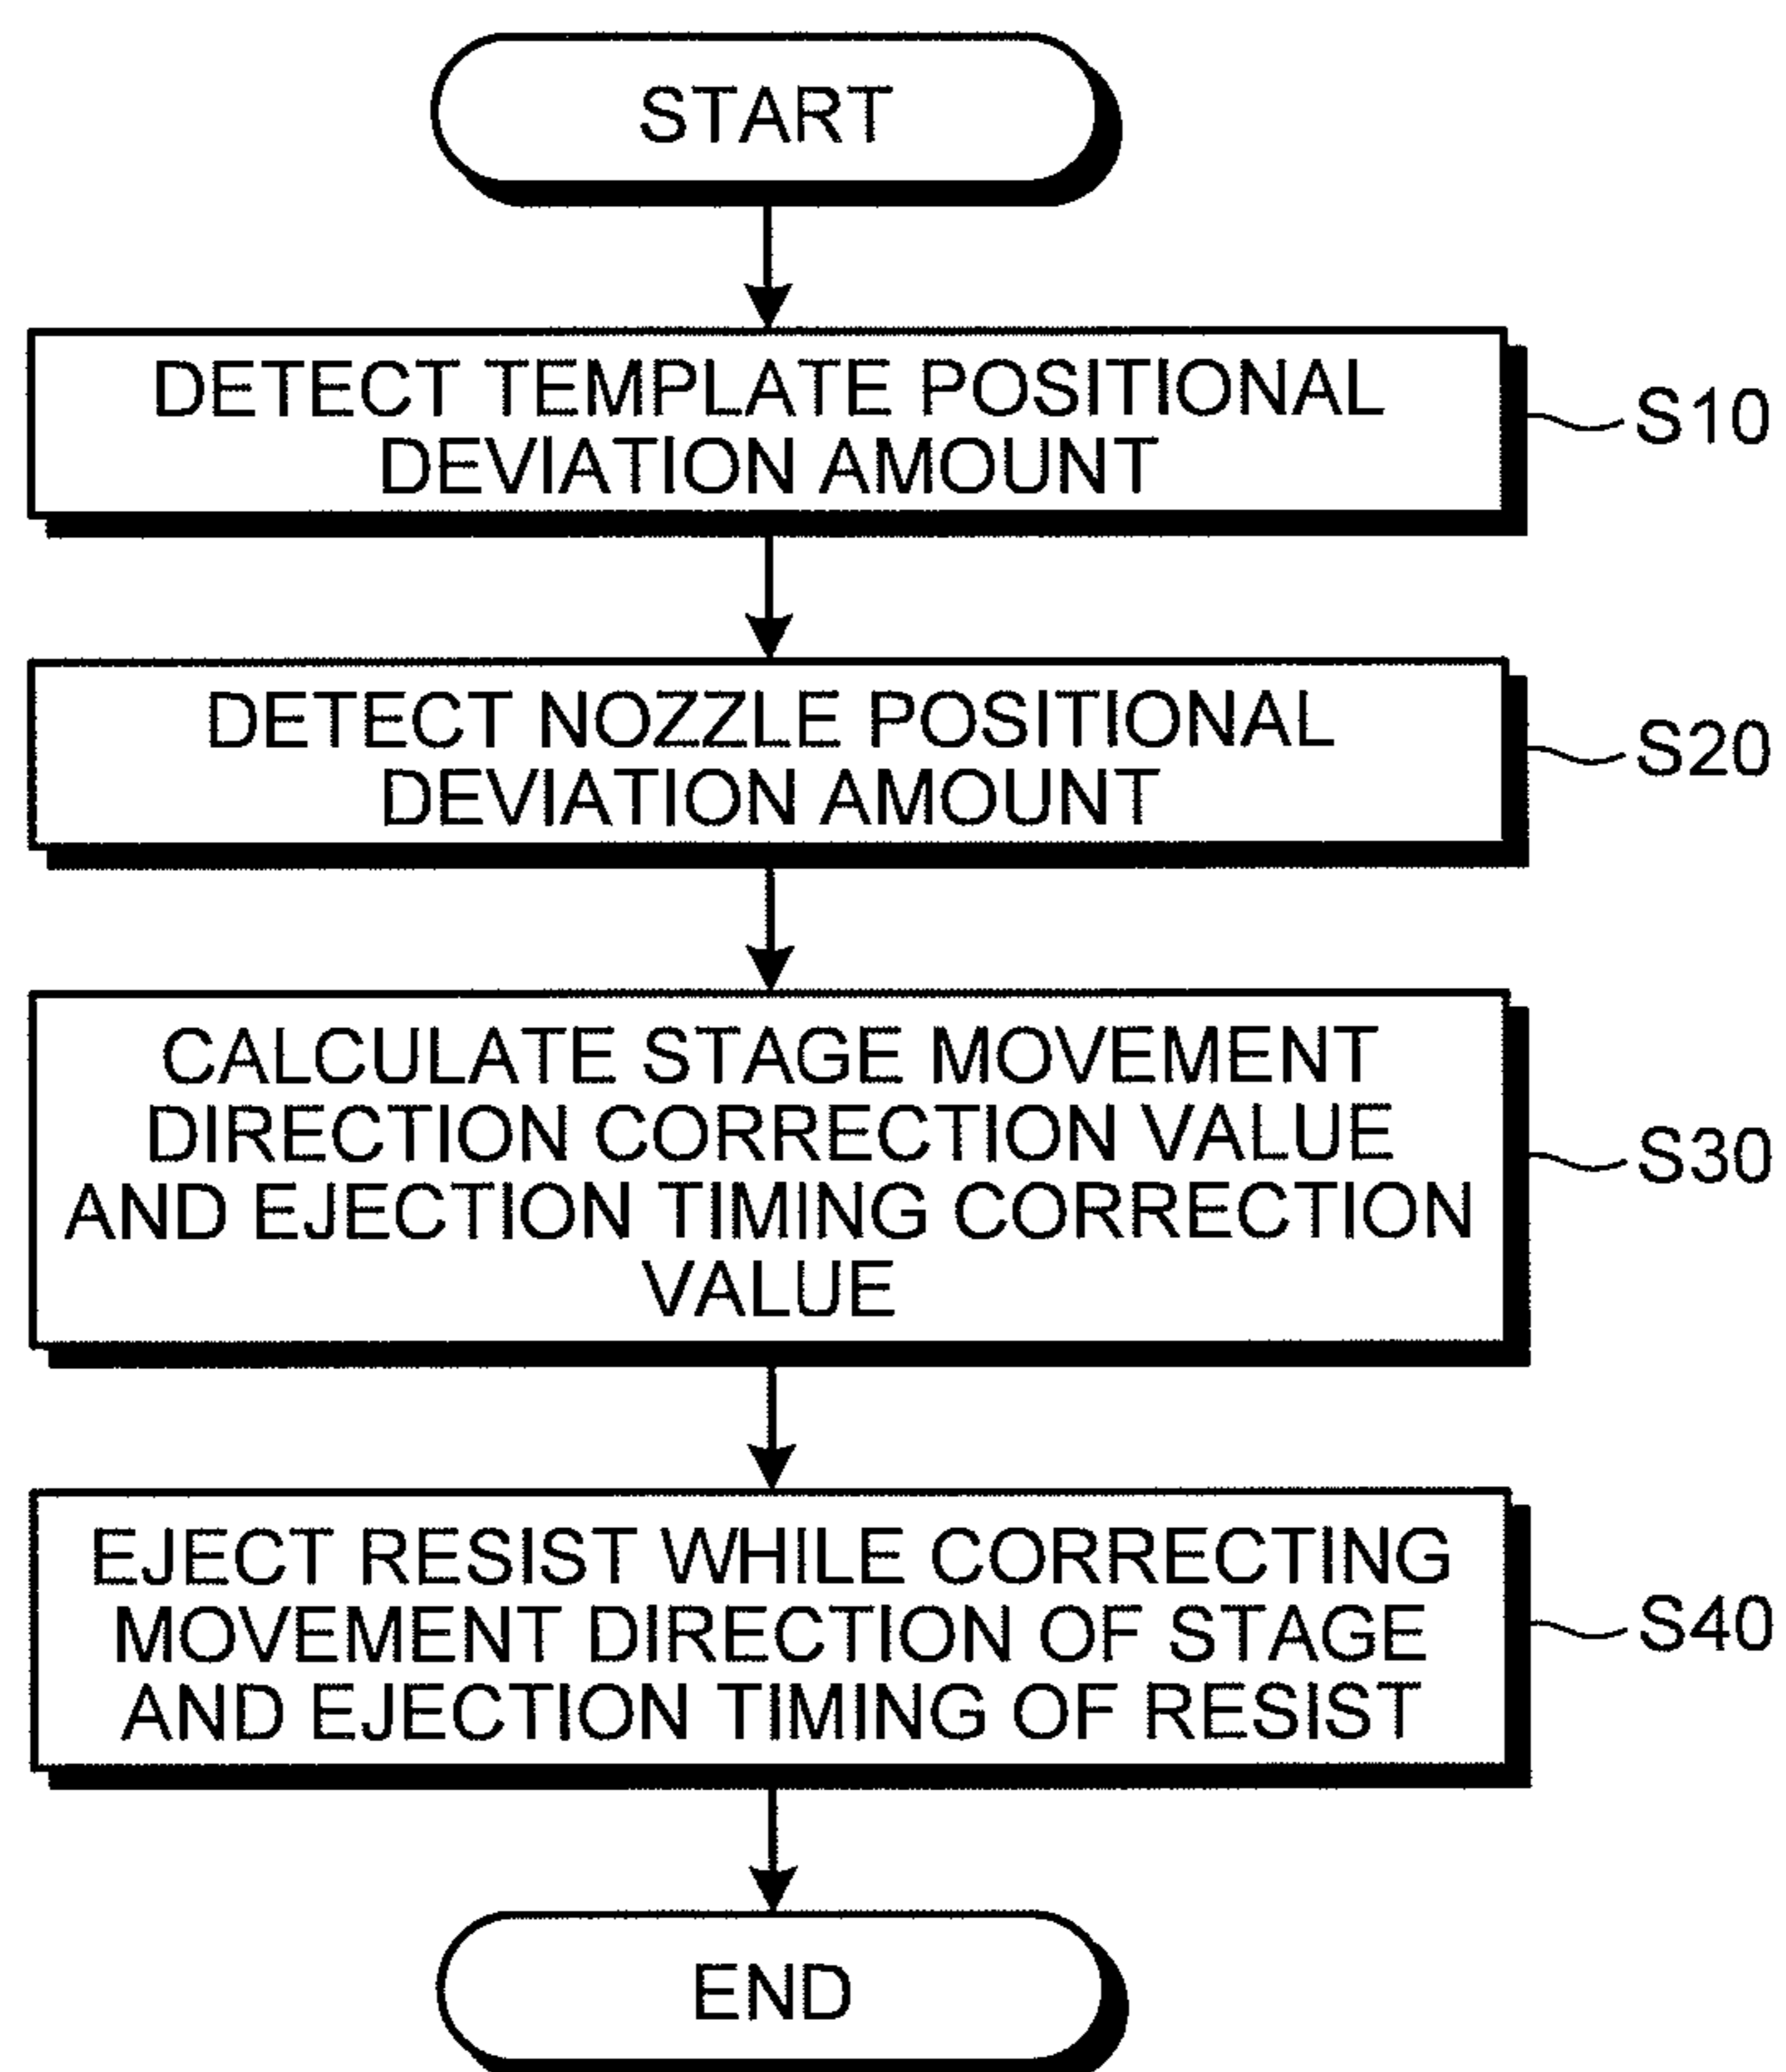 START
DETECT TEMPLATE POSITIONAL
DEVIATION AMOUNT
S10
DETECT NOZZLE POSITIONAL
DEVIATION AMOUNT
S20
CALCULATE STAGE MOVEMENT
DIRECTION CORRECTION VALUE
AND EJECTION TIMING CORRECTION
VALUE
S30
EJECT RESIST WHILE CORRECTING
MOVEMENT DIRECTION OF STAGE
AND EJECTION TIMING OF RESIST
S40
END